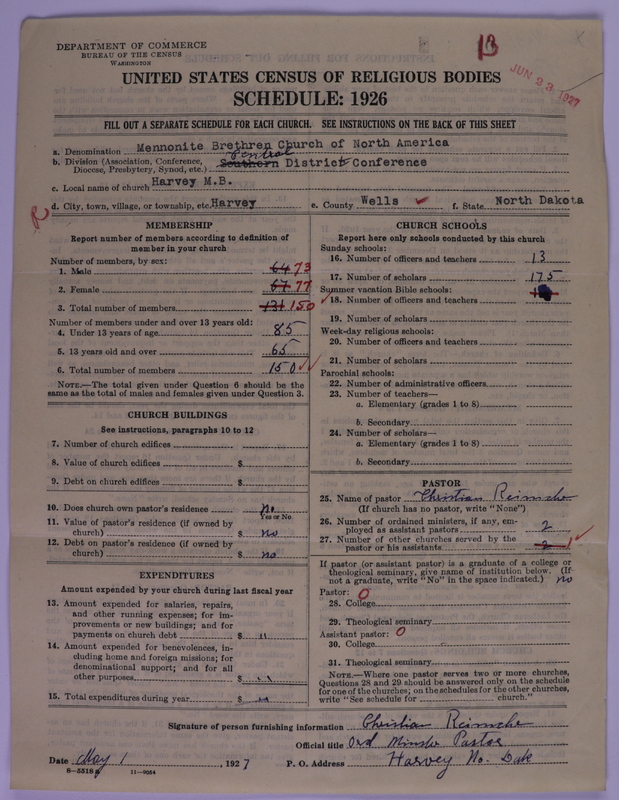 DEPARTMENT OF COMMERCE
BUREAU OF THE CENSUS
WASHINGTON
13
JUN 23 1927
UNITED STATES CENSUS OF RELIGIOUS BODIES
SCHEDULE: 1926
FILL OUT A SEPARATE SCHEDULE FOR EACH CHURCH. SEE INSTRUCTIONS ON THE BACK OF THIS SHEET
a. Denomination Mennonite Brethren Church of North America
Central
b. Division (Association, Conference, Southern District Conference
Diocese, Presbytery, Synod, etc.)
c. Local name of church Harvey M.B.
R d. City, town, village, or township, etc. Harvey e. County Wells f. State North Dakota
MEMBERSHIP
Report number of members according to definition of
member in your church
Number of members, by sex:
1. Male 64 73
2. Female 67 77
3. Total number of members 131 150
Number of members under and over 13 years old:
4. Under 13 years of age 85
5. 13 years old and over 65
6. Total number of members 150
NOTE.—The total given under Question 6 should be
same as the total of males and females given under Question 3.
CHURCH BUILDINGS
See instructions, paragraphs 10 to 12
7. Number of church edifices
8. Value of church edifices $
9. Debt on church edifices $
10. Does church own pastor's residence no
Yes or No
11. Value of pastor's residence (if owned by
church) $ no
12. Debt on pastor's residence (if owned by
church) $ no
EXPENDITURES
Amount expended by your church during last fiscal year
13. Amount expended for salaries, repairs,
and other running expenses; for im-
provements or new buildings; and for
payments on church debt $ "
14. Amount expended for benevolences, in-
cluding home and foreign missions; for
denominational support; and for all
other purposes $
15. Total expenditures during year $
CHURCH SCHOOLS
Report here only schools conducted by this church
Sunday schools:
16. Number of officers and teachers 13
17. Number of scholars 175
Summer vacation Bible schools:
18. Number of officers and teachers
19. Number of scholars
Week-day religious schools:
20. Number of officers and teachers
21. Number of scholars
Parochial schools:
22. Number of administrative officers
23. Number of teachers—
a. Elementary (grades 1 to 8)
b. Secondary
24. Number of scholars—
a. Elementary (grades 1 to 8)
b. Secondary
PASTOR
25. Name of pastor Christian Reimche
(If church has no pastor, write "None")
26. Number of ordained ministers, if any, em-
ployed as assistant pastors 2
27. Number of other churches served by the
pastor or his assistants 2 1
If pastor (or assistant pastor) is a graduate of a college or
theological seminary, give name of institution below. (If
not a graduate, write "No" in the space indicated.) no
Pastor: 0
28. College
29. Theological seminary
Assistant pastor: 0
30. College
31. Theological seminary
NOTE.—Where one pastor serves two or more churches,
Questions 28 and 29 should be answered only on the schedule
for one of the churches; on the schedules for the other churches,
write "See schedule for church."
Signature of person furnishing information Christian Reimche
Official title Ord Minster Pastor
Date May 1, 1927 P. O. Address Harvey No. Dak
8-5518 11-9054